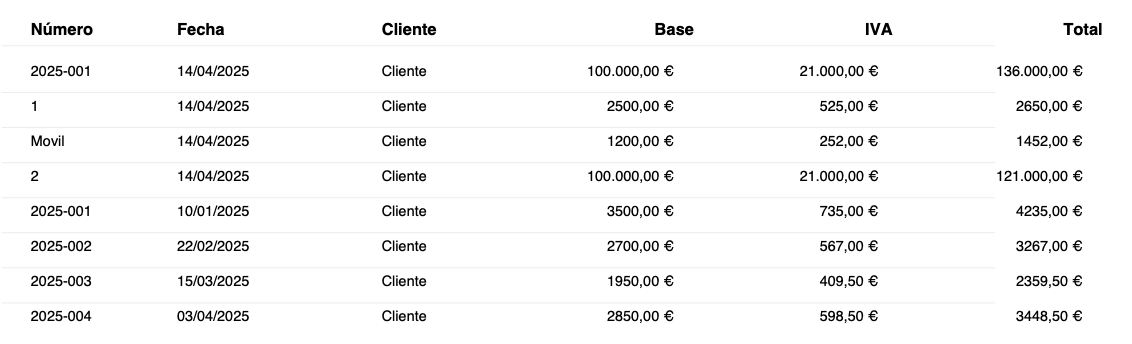 Número Fecha Cliente Base IVA Total
2025-001 14/04/2025 Cliente 100.000,00 € 21.000,00 € 136.000,00 €
1 14/04/2025 Cliente 2500,00 € 525,00 € 2650,00 €
Movil 14/04/2025 Cliente 1200,00 € 252,00 € 1452,00 €
2 14/04/2025 Cliente 100.000,00 € 21.000,00 € 121.000,00 €
2025-001 10/01/2025 Cliente 3500,00 € 735,00 € 4235,00 €
2025-002 22/02/2025 Cliente 2700,00 € 567,00 € 3267,00 €
2025-003 15/03/2025 Cliente 1950,00 € 409,50 € 2359,50 €
2025-004 03/04/2025 Cliente 2850,00 € 598,50 € 3448,50 €